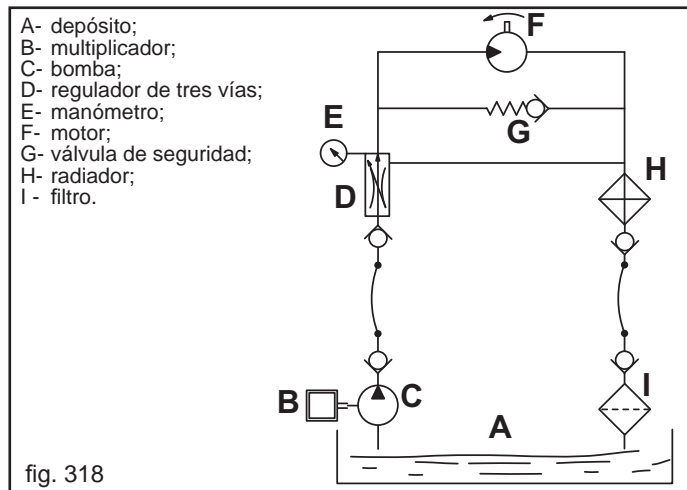 A- depósito;
B- multiplicador;
C- bomba;
D- regulador de tres vías;
E- manómetro;
F- motor;
G- válvula de seguridad;
H- radiador;
I - filtro.
F
E
G
H
D
B
C
I
A
fig. 318